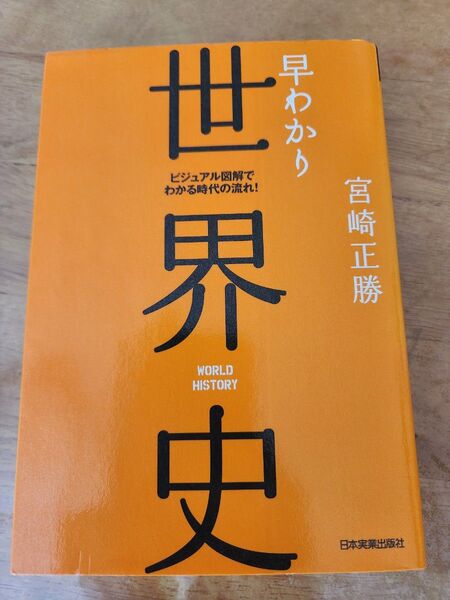 早わかり
世界史
ビジュアル図解で
わかる時代の流れ!
WORLD
HISTORY
宮崎正勝
日本実業出版社